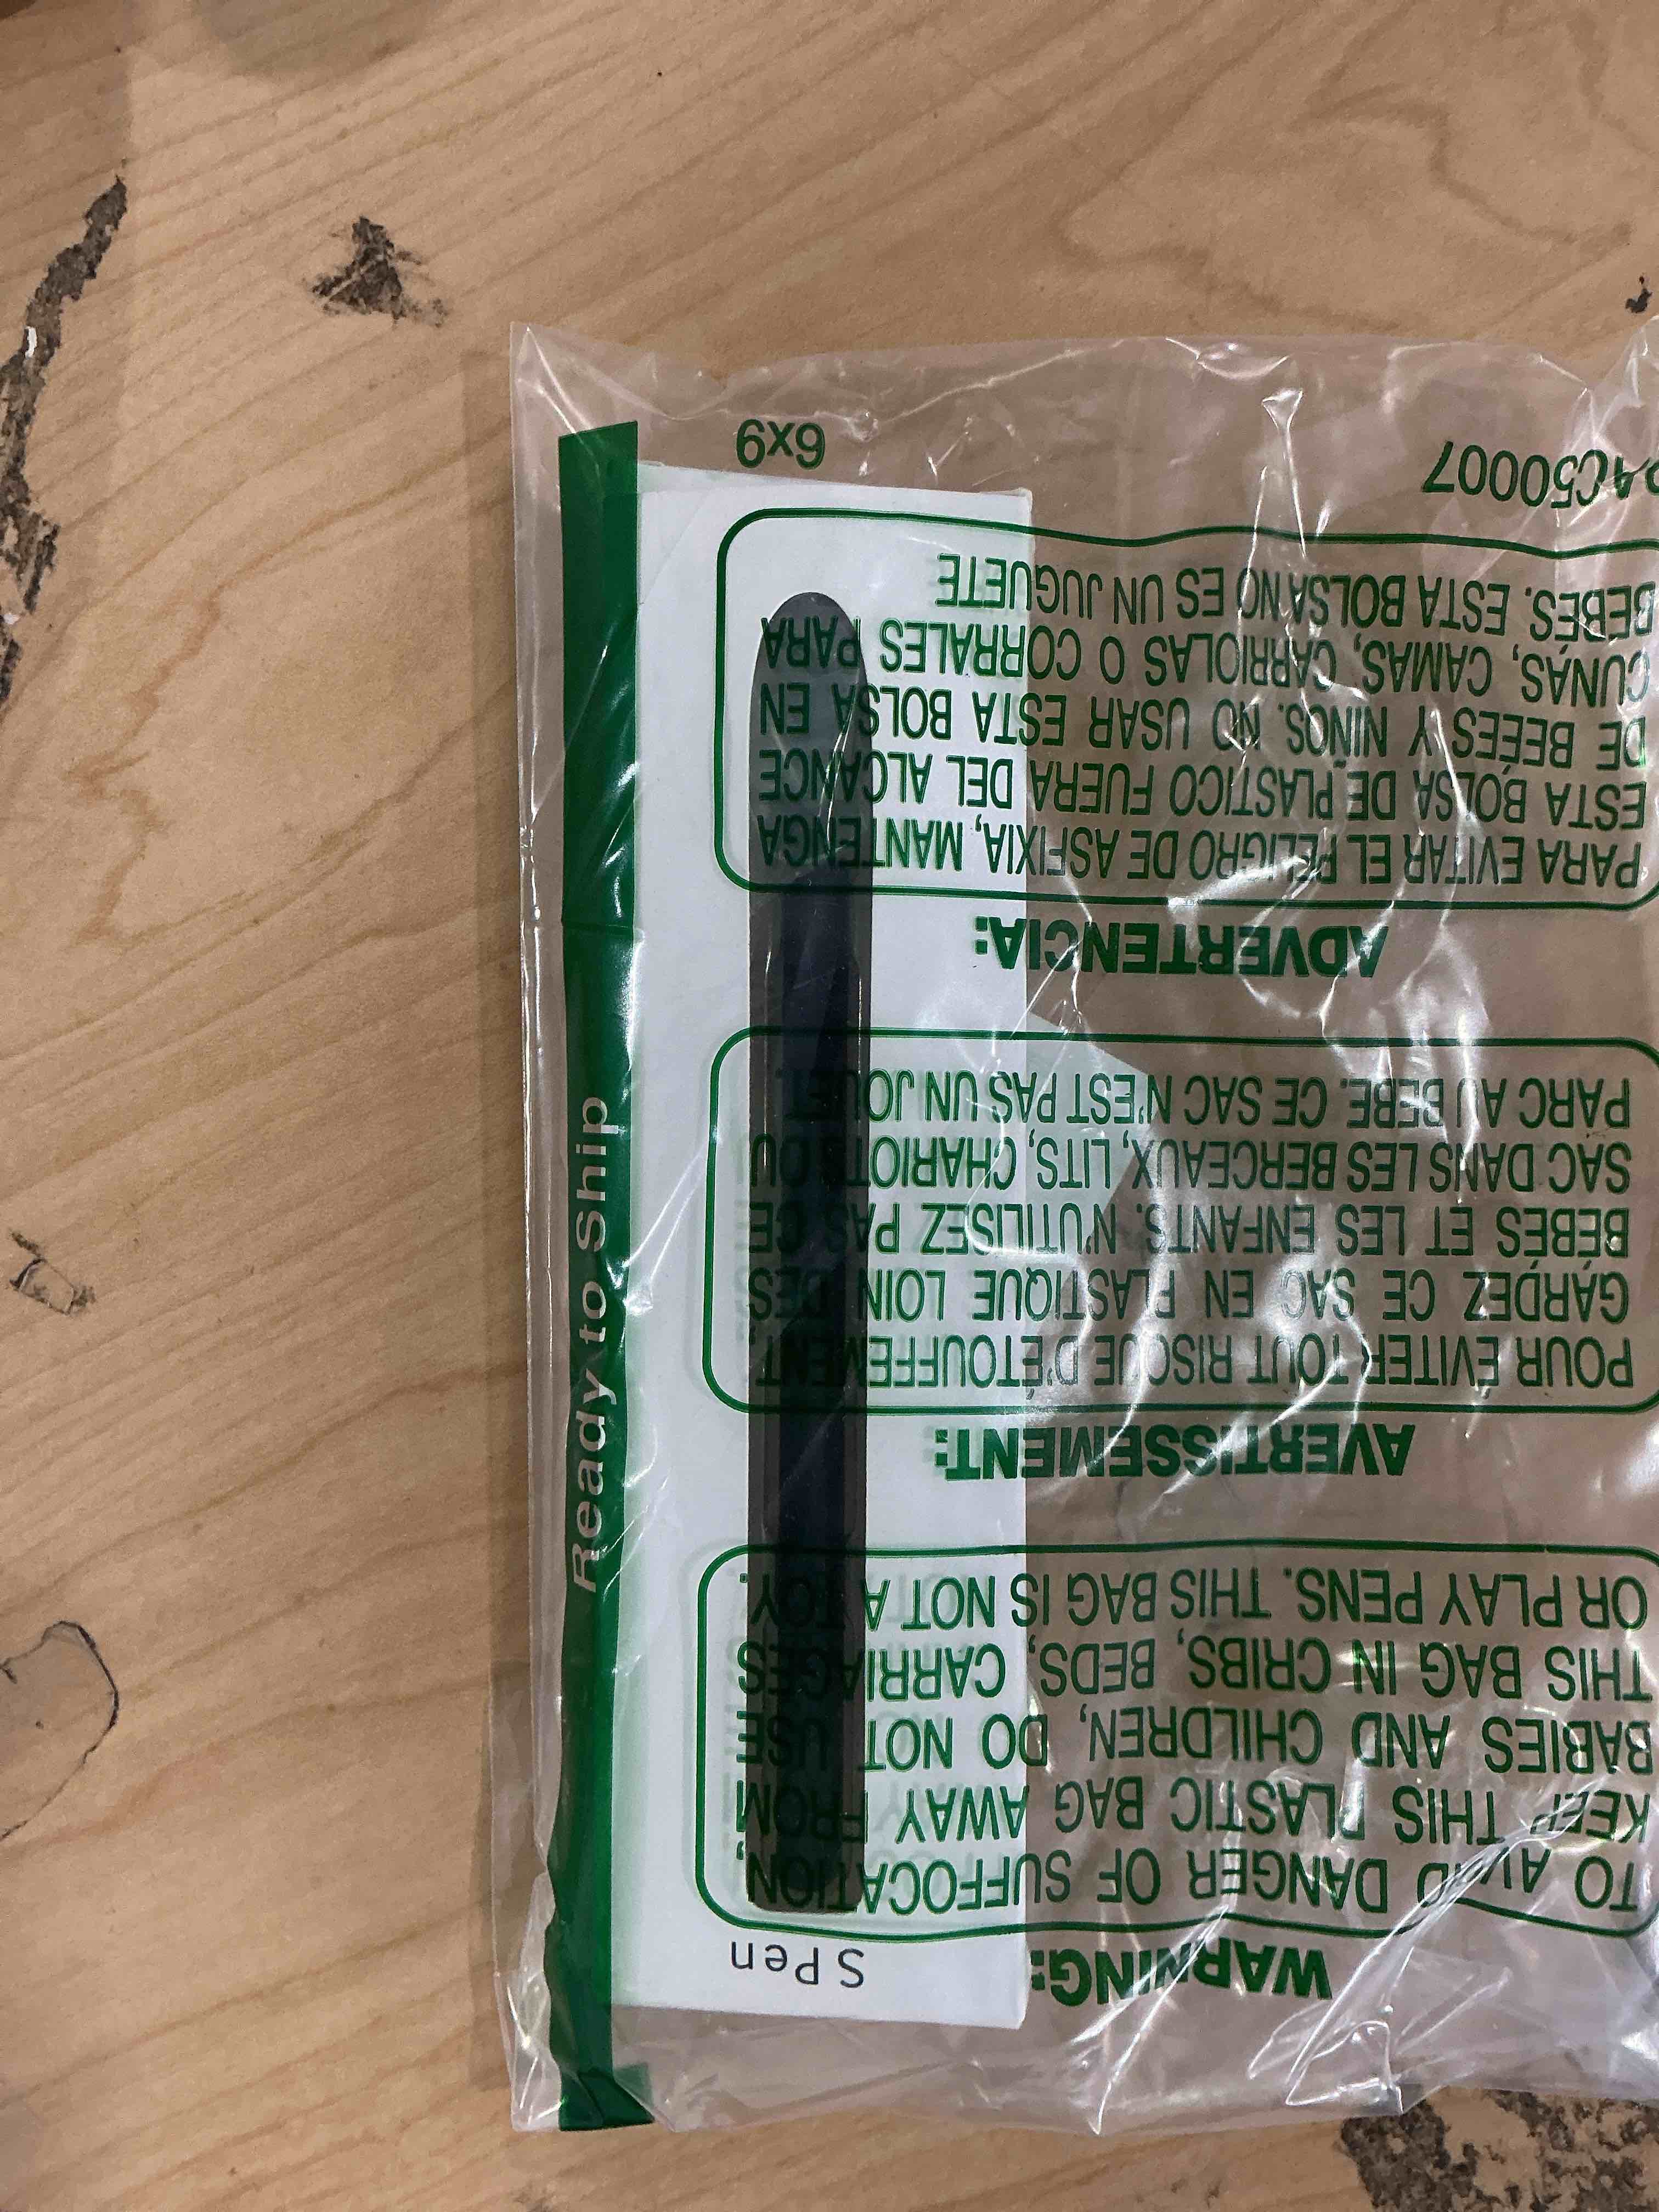 Ready to Ship
S Pen
WARNING:
TO AVOID DANGER OF SUFFOCATION,
KEEP THIS PLASTIC BAG AWAY FROM
BABIES AND CHILDREN, DO NOT USE
THIS BAG IN CRIBS, BEDS, CARRIAGES
OR PLAY PENS. THIS BAG IS NOT A TOY.
AVERTISSEMENT:
POUR ÉVITER TOUT RISQUE D'ÉTOUFFEMENT,
GARDEZ CE SAC EN PLASTIQUE LOIN DES
BÉBÉS ET LES ENFANTS. N'UTILISEZ PAS CE
SAC DANS LES BERCEAUX, LITS, CHARIOTS OU
PARC AU BEBE. CE SAC N'EST PAS UN JOUET.
ADVERTENCIA:
PARA EVITAR EL PELIGRO DE ASFIXIA, MANTENGA
ESTA BOLSA DE PLASTICO FUERA DEL ALCANCE
DE BEBÉS Y NIÑOS. NO USAR ESTA BOLSA EN
CUNAS, CAMAS, CARRIOLAS O CORRALES PARA
BEBÉS. ESTA BOLSA NO ES UN JUGUETE
PAC50007
6x9